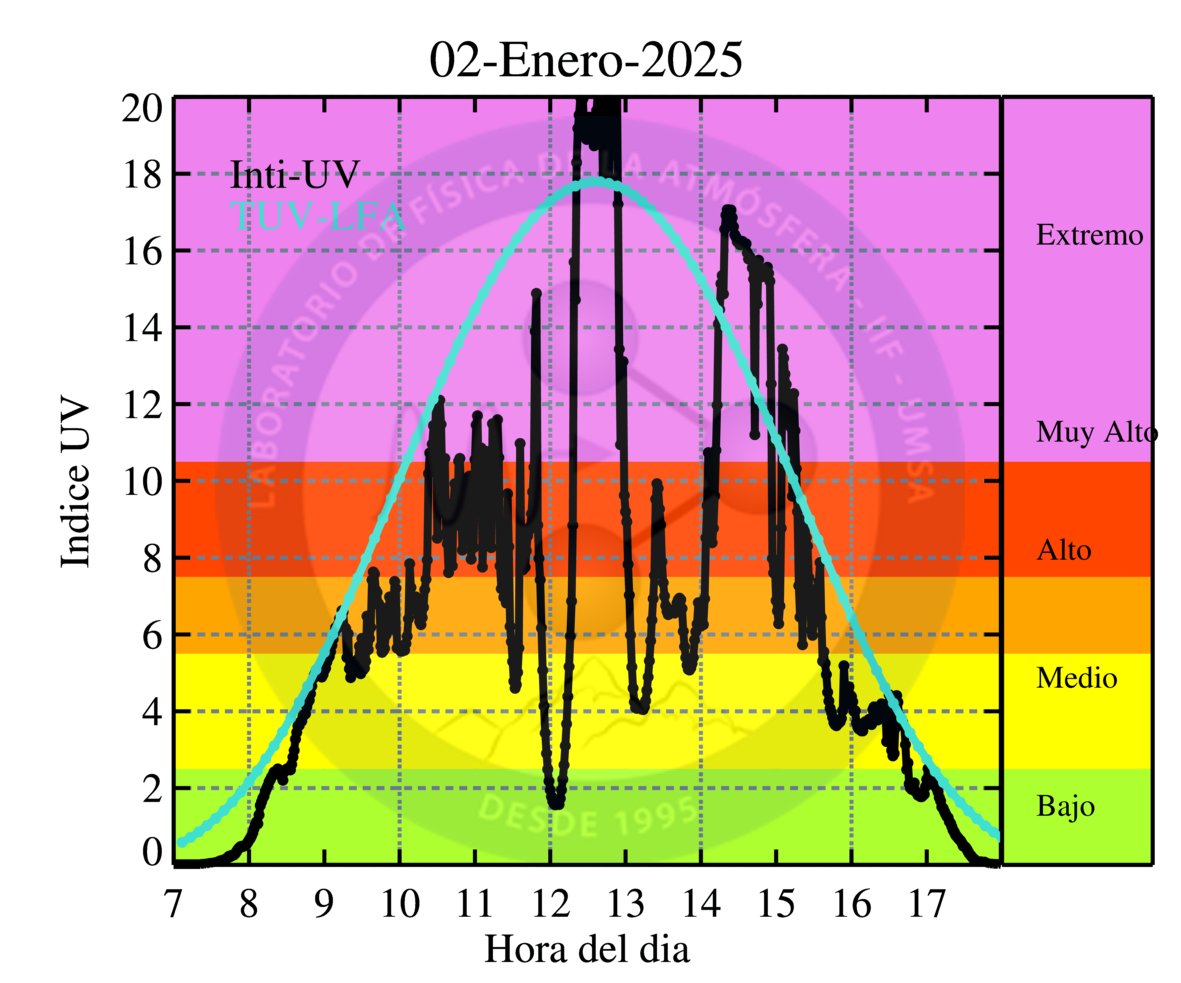 02-Enero-2025
20
18
16
14
12
10
8
6
4
2
0
Indice UV
Inti-UV
TUV-LFA
LABORATORIO DE FÍSICA DE LA ATMÓSFERA - IIF - UMSA
DESDE 1995
Extremo
Muy Alto
Alto
Medio
Bajo
7 8 9 10 11 12 13 14 15 16 17
Hora del dia